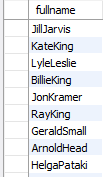 fullname
JillJarvis
KateKing
LyleLeslie
BillieKing
JonKramer
RayKing
GeraldSmall
ArnoldHead
HelgaPataki